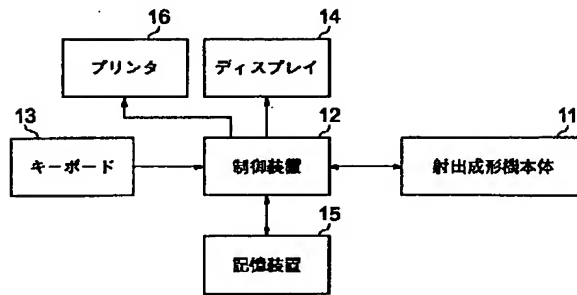 16
プリンタ
14
ディスプレイ
13
キーボード
12
制御装置
11
射出成形機本体
15
記憶装置